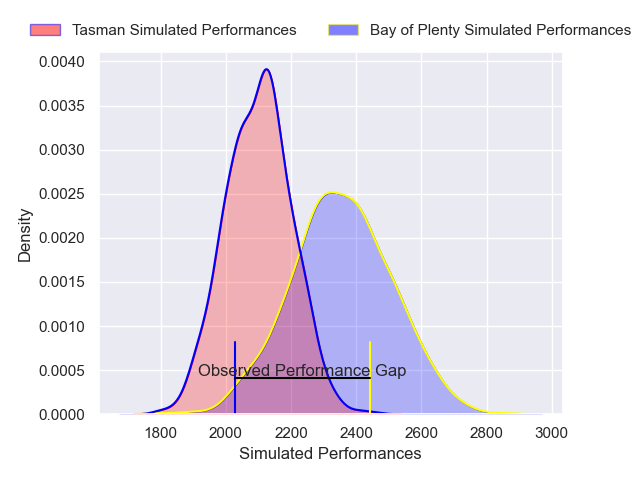 Tasman Simulated Performances
Bay of Plenty Simulated Performances
0.0040
0.0035
0.0030
0.0025
0.0020
0.0015
0.0010
0.0005
0.0000
Density
Observed Performance Gap
1800 2000 2200 2400 2600 2800 3000
Simulated Performances